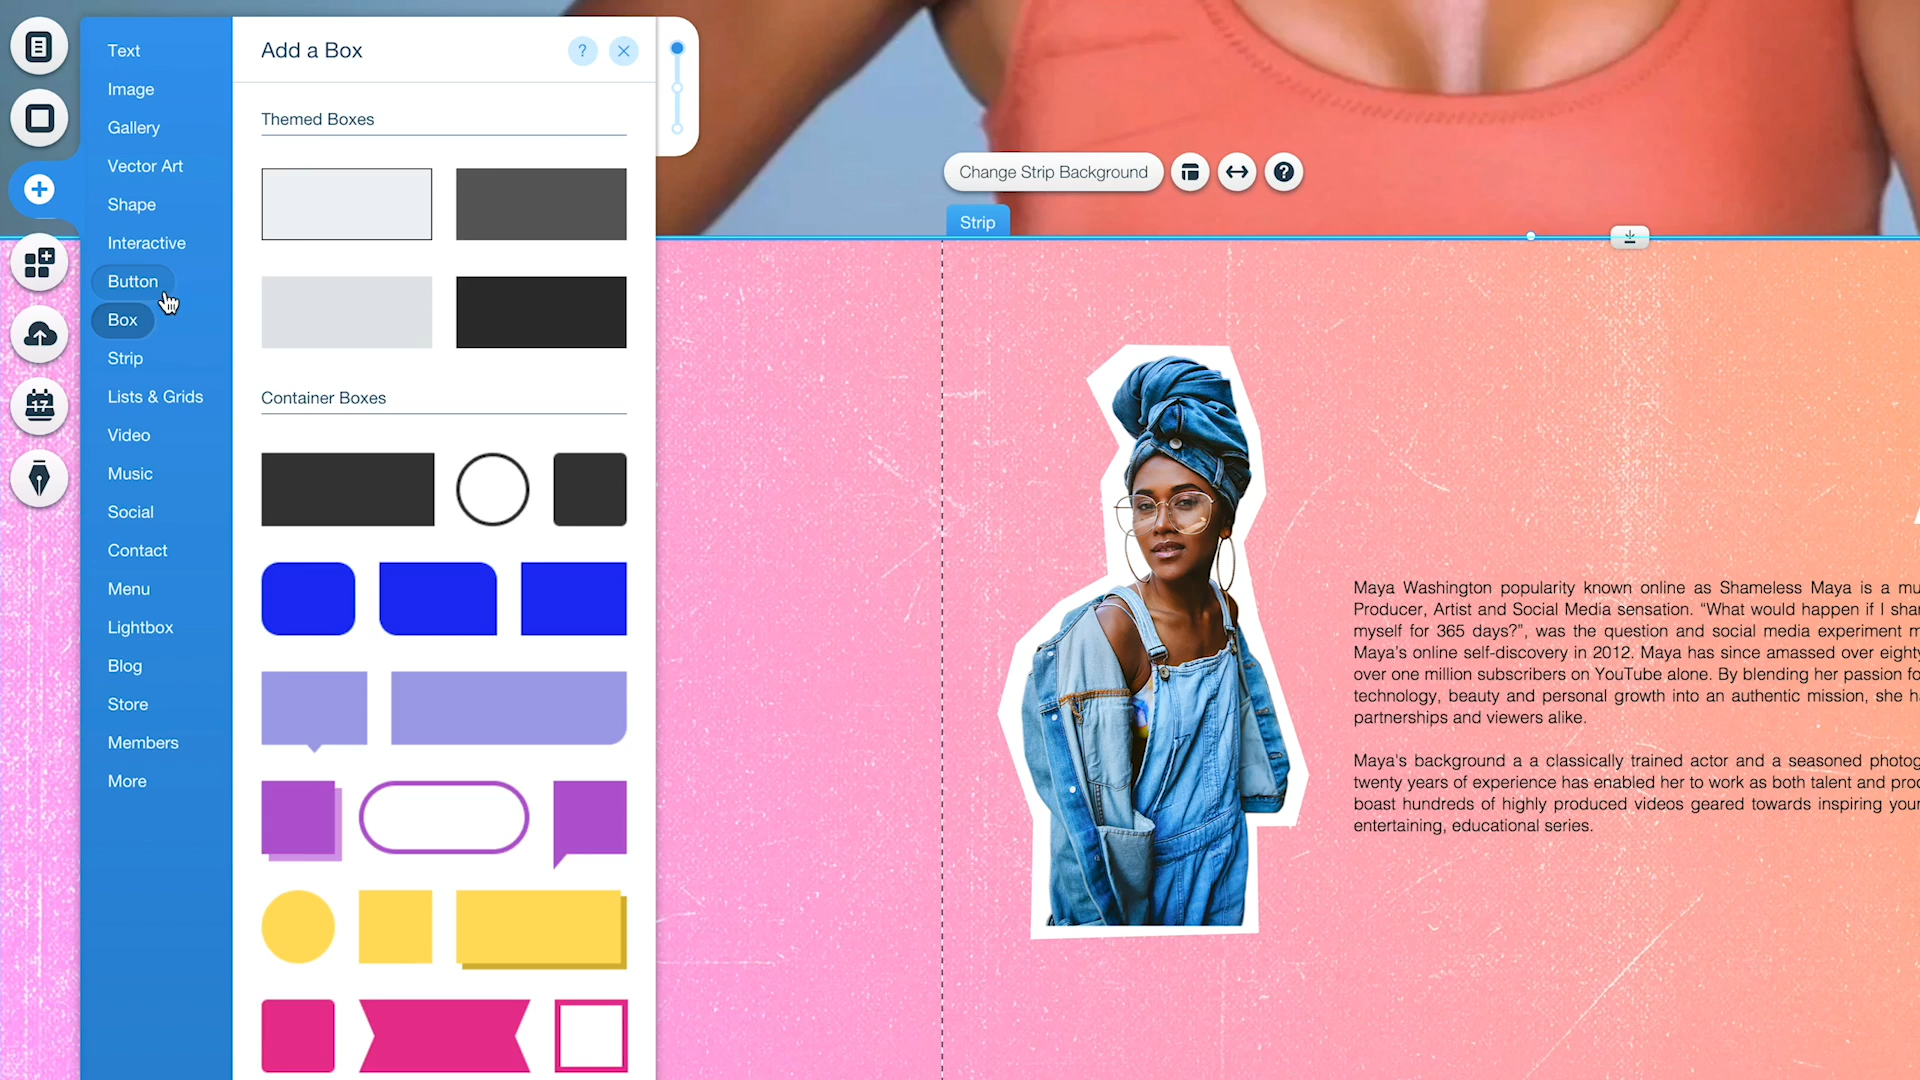 Text
Image
Gallery
Vector Art
Shape
Interactive
Button
Box
Strip
Lists & Grids
Video
Music
Social
Contact
Menu
Lightbox
Blog
Store
Members
More
17
Add a Box
?
Themed Boxes
Container Boxes
Change Strip Background
?
Strip
Maya Washington popularity known online as Shameless Maya is a mu
Producer, Artist and Social Media sensation. “What would happen if I shar
myself for 365 days?”, was the question and social media experiment m
Maya's online self-discovery in 2012. Maya has since amassed over eighty
over one million subscribers on YouTube alone. By blending her passion fo
technology, beauty and personal growth into an authentic mission, she ha
partnerships and viewers alike.
Maya's background a a classically trained actor and a seasoned photog
twenty years of experience has enabled her to work as both talent and prod
boast hundreds of highly produced videos geared towards inspiring your
entertaining, educational series.